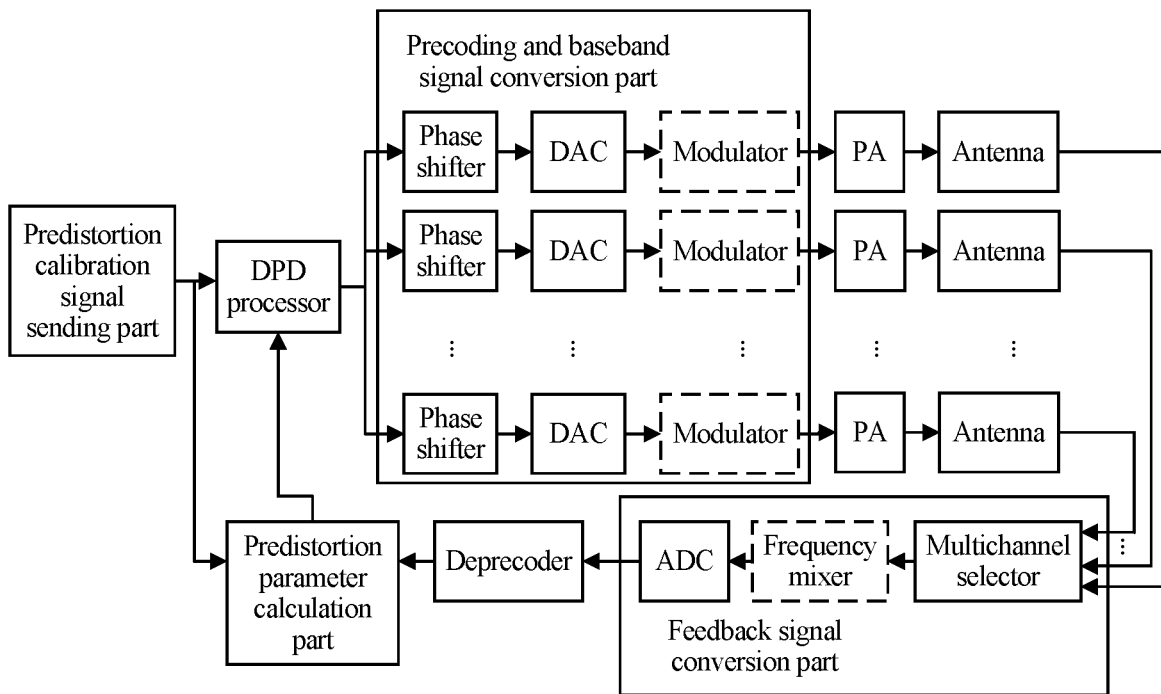 Precoding and baseband
signal conversion part
Phase
shifter
DAC
Modulator
PA
Antenna
Predistortion
calibration
signal
sending part
DPD
processor
Phase
shifter
DAC
Modulator
PA
Antenna
...
...
...
...
...
Phase
shifter
DAC
Modulator
PA
Antenna
Predistortion
parameter
calculation
part
Deprecoder
ADC
Frequency
mixer
Multichannel
selector
...
Feedback signal
conversion part